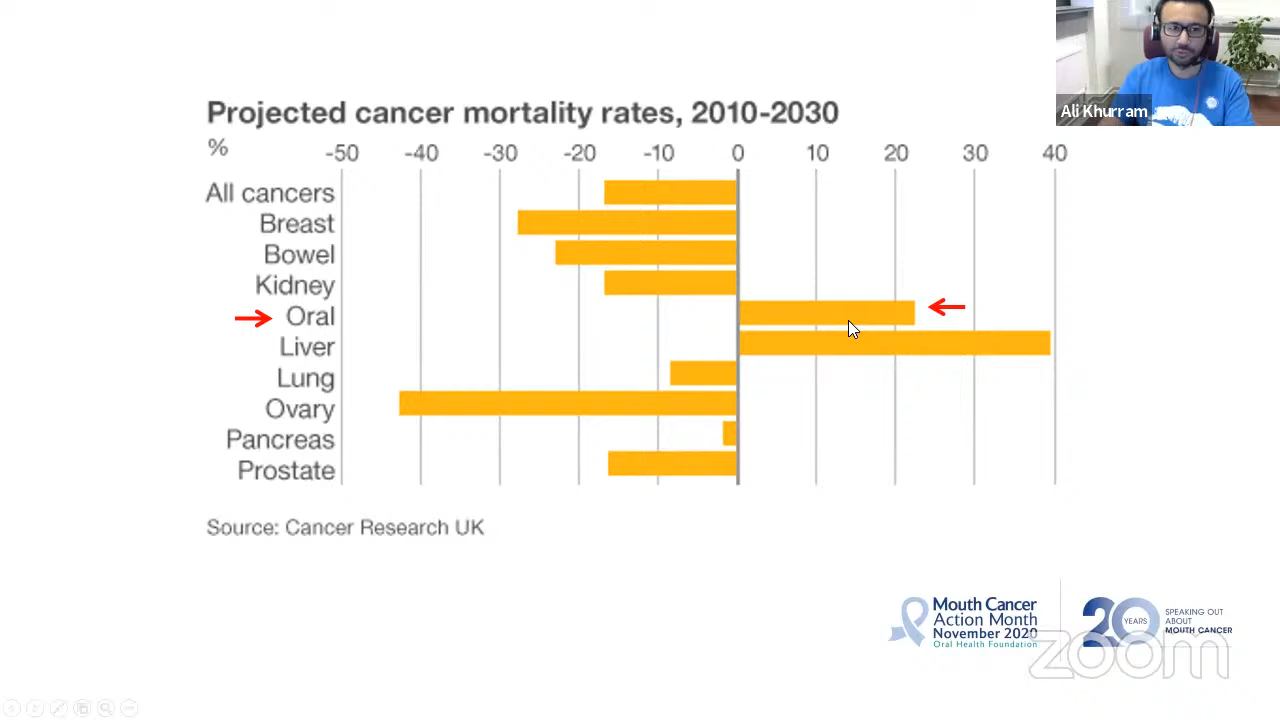 Ali Khurram
Projected cancer mortality rates, 2010-2030
% -50 -40 -30 -20 -10 0 10 20 30 40
All cancers
Breast
Bowel
Kidney
Oral
Liver
Lung
Ovary
Pancreas
Prostate
Source: Cancer Research UK
Mouth Cancer
Action Month
November 2020
Oral Health Foundation
20 YEARS
SPEAKING OUT
ABOUT
MOUTH CANCER
zoom